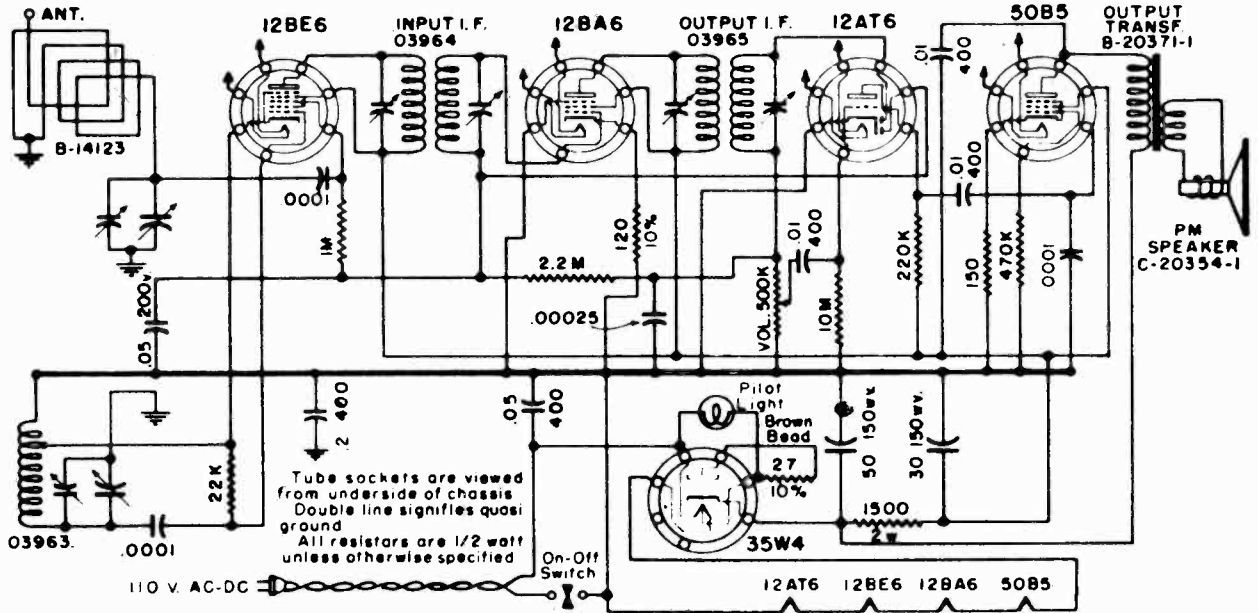 ANT.
12BE6
INPUT I.F.
03964
12BA6
OUTPUT I.F.
03965
12AT6
50B5
OUTPUT
TRANSF.
B-20371-1
.01
400
B-14123
.0001
1M
120
10%
.01
400
220K
.01
400
150
470K
.0001
PM
SPEAKER
C-20354-1
2.2M
.00025
VOL. 500K
10M
.05 200v.
.2 400
.05
400
Pilot
Light
Brown
Bead
27
10%
50 150wv.
30 150wv.
22K
Tube sockets are viewed
from underside of chassis
Double line signifies quasi
ground
All resistars are 1/2 watt
unless otherwise specified
1500
2w
35W4
03963.
.0001
On-Off
Switch
110 V. AC-DC
12AT6
12BE6
12BA6
50B5